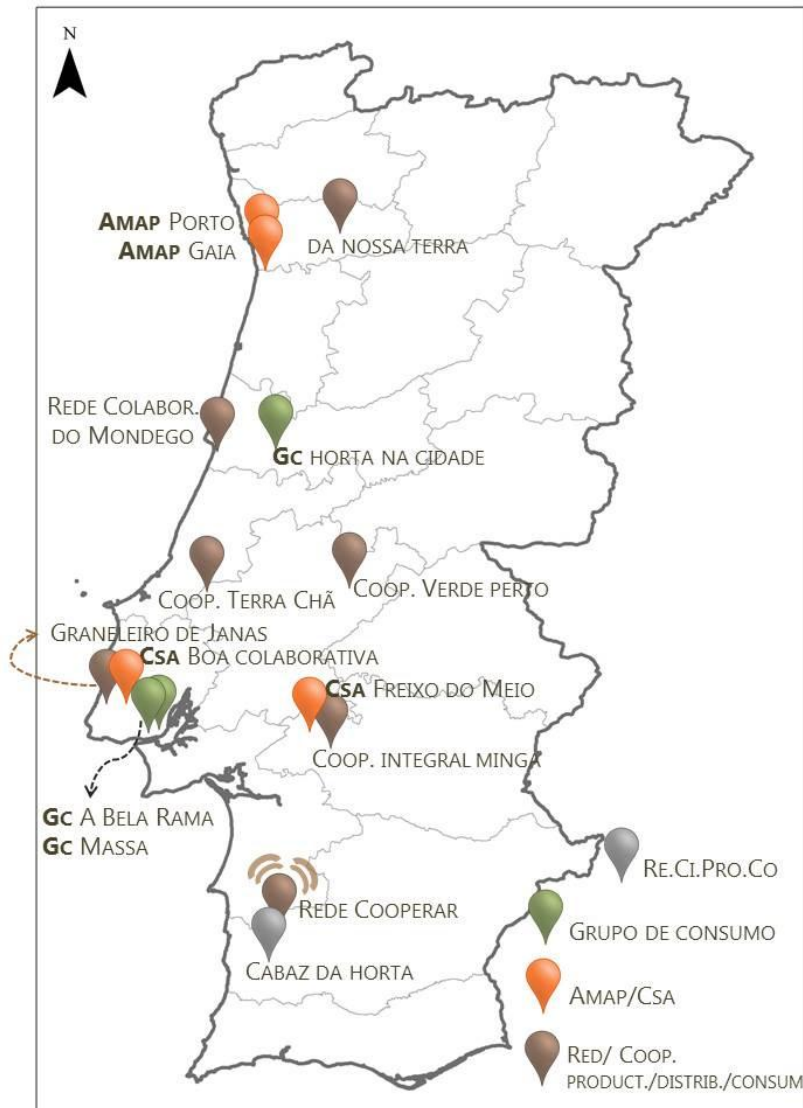 N
AMAP PORTO
AMAP GAIA
DA NOSSA TERRA
REDE COLABOR.
DO MONDEGO
GC HORTA NA CIDADE
COOP. TERRA CHÃ
COOP. VERDE PERTO
GRANELEIRO DE JANAS
CSA BOA COLABORATIVA
CSA FREIXO DO MEIO
COOP. INTEGRAL MINGA
GC A BELA RAMA
GC MASSA
RE.CI.PRO.CO
REDE COOPERAR
GRUPO DE CONSUMO
CABAZ DA HORTA
AMAP/CSA
RED/ COOP.
PRODUCT./DISTRIB./CONSUM